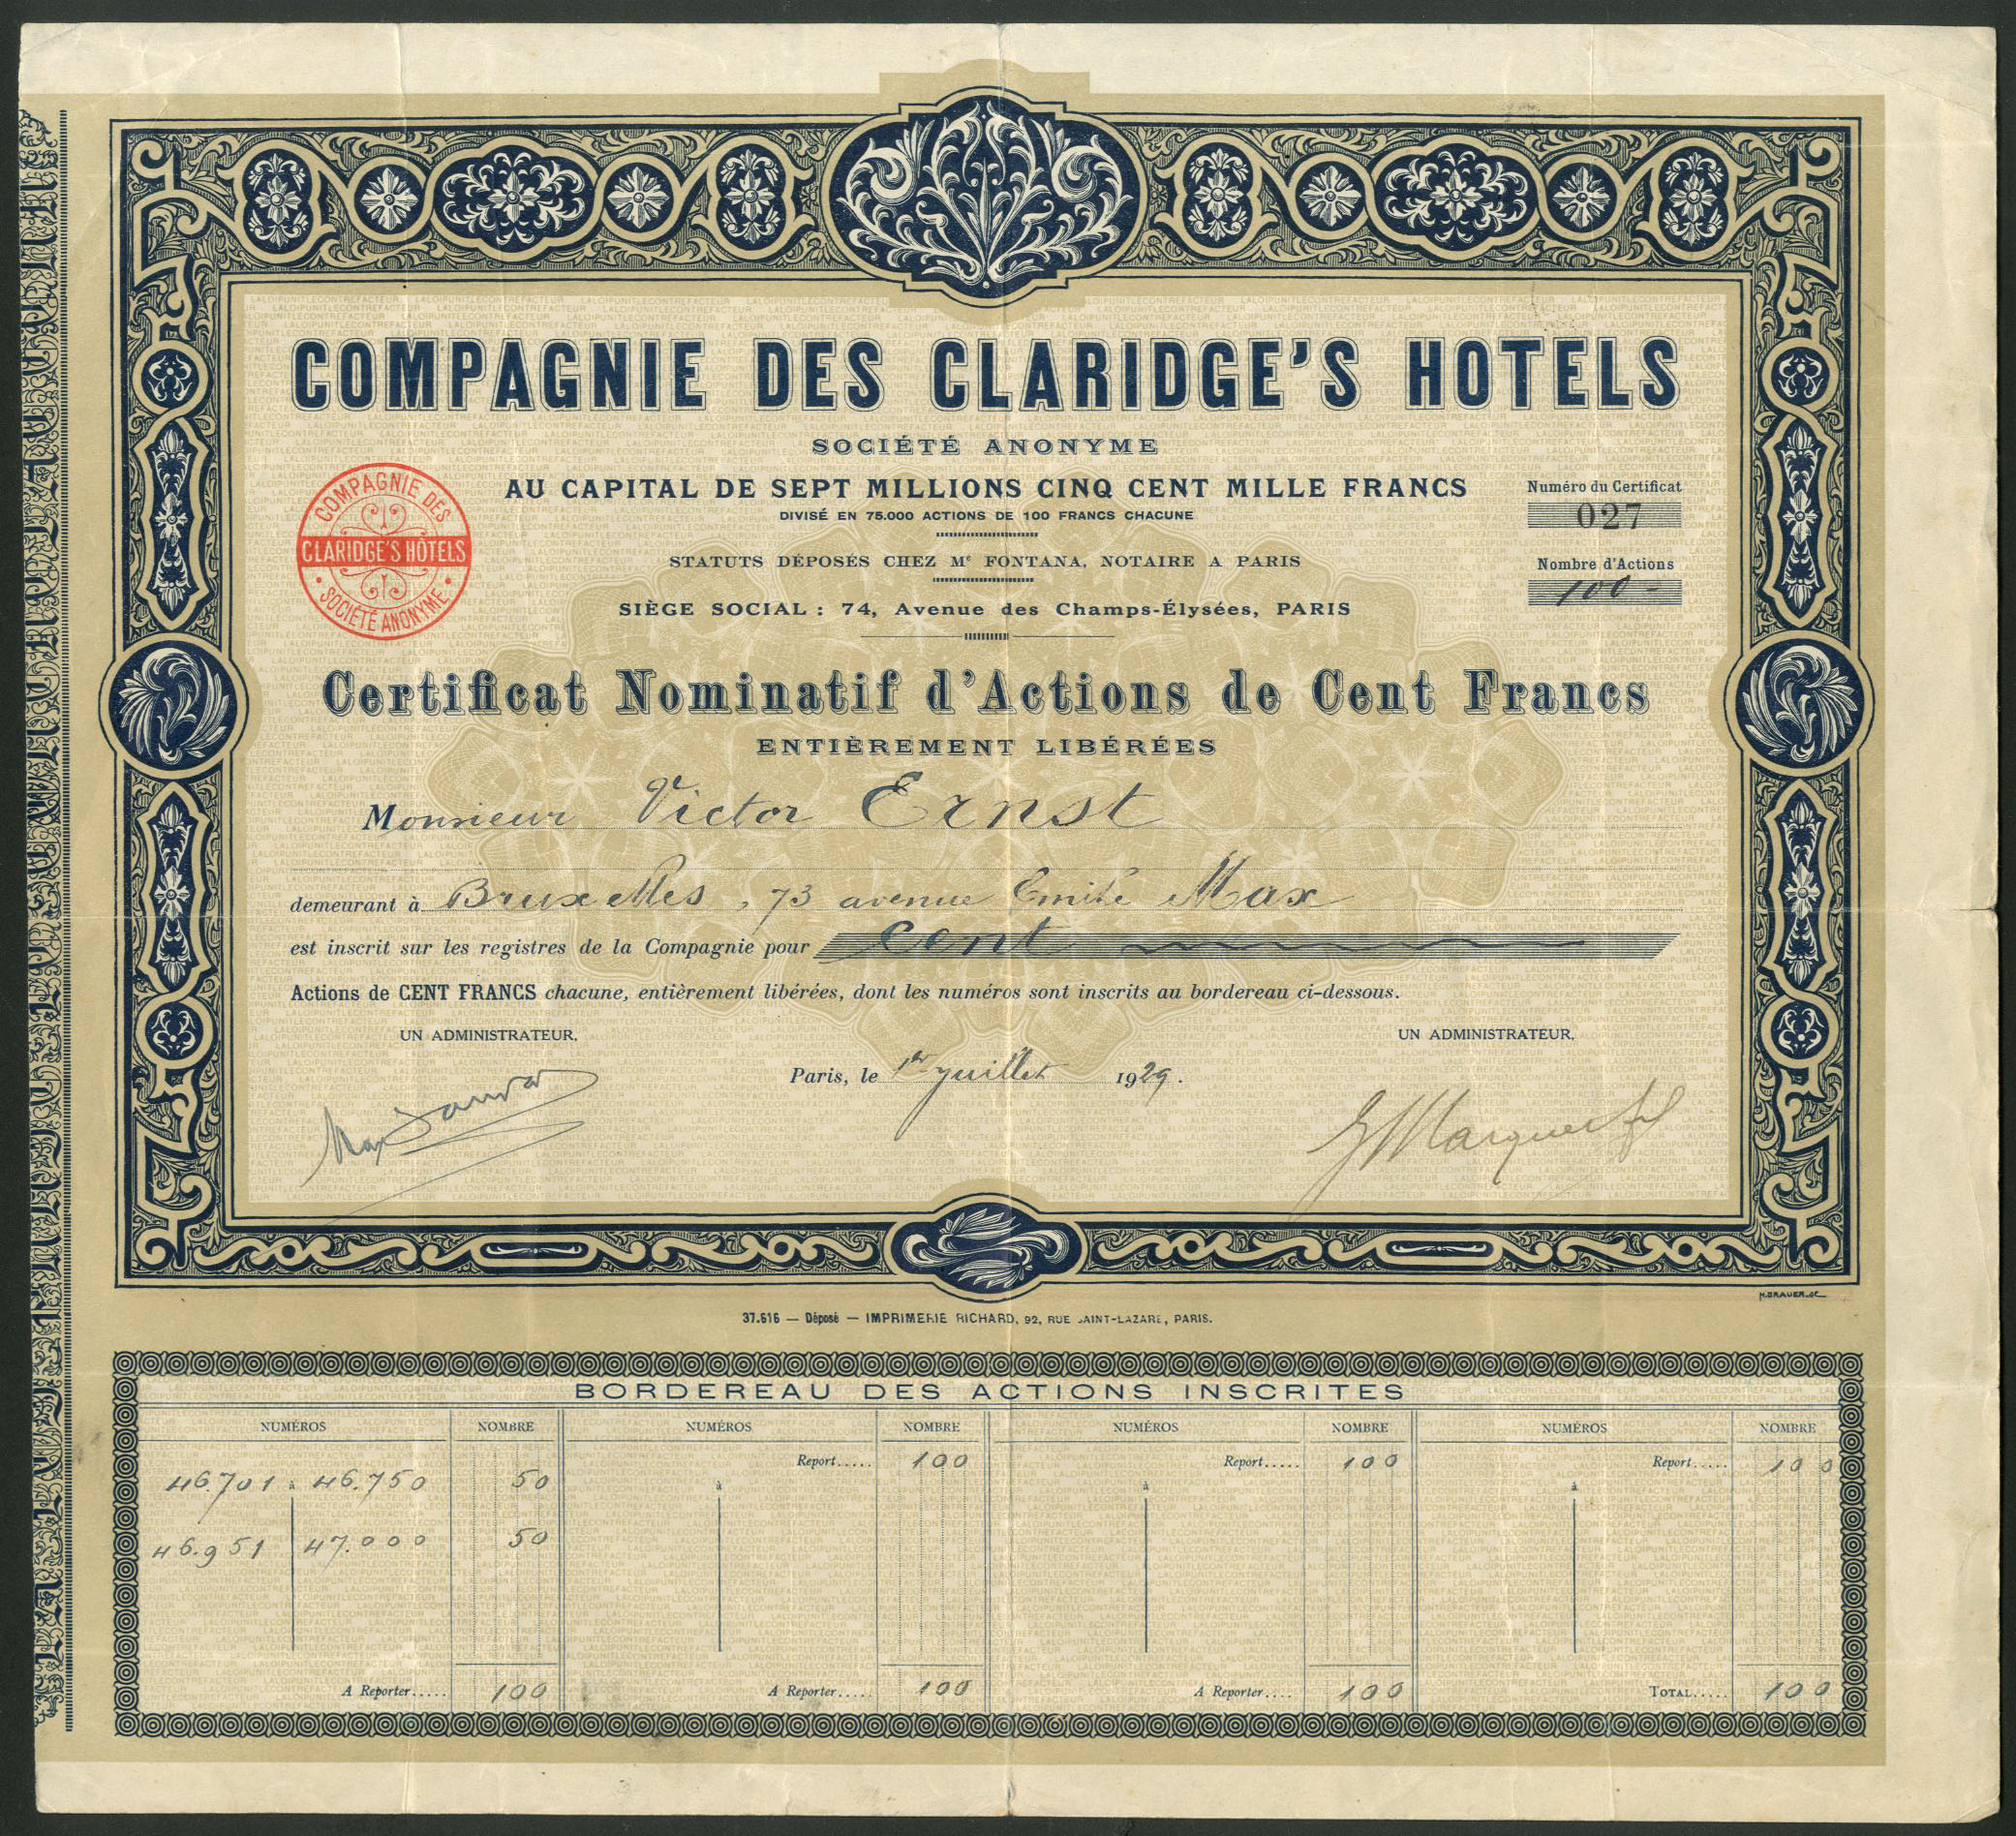 COMPAGNIE DES CLARIDGE'S HOTELS
SOCIÉTÉ ANONYME
AU CAPITAL DE SEPT MILLIONS CINQ CENT MILLE FRANCS
DIVISÉ EN 75.000 ACTIONS DE 100 FRANCS CHACUNE
STATUTS DÉPOSÉS CHEZ Me FONTANA, NOTAIRE A PARIS
SIÈGE SOCIAL : 74, Avenue des Champs-Élysées, PARIS
COMPAGNIE DES
CLARIDGE'S HOTELS
SOCIÉTÉ ANONYME
Numéro du Certificat
027
Nombre d'Actions
100 -
Certificat Nominatif d'Actions de Cent Francs
ENTIÈREMENT LIBÉRÉES
Monsieur Victor Ernst
demeurant à Bruxelles, 73 avenue Emile Max
est inscrit sur les registres de la Compagnie pour cent
Actions de CENT FRANCS chacune, entièrement libérées, dont les numéros sont inscrits au bordereau ci-dessous.
UN ADMINISTRATEUR, UN ADMINISTRATEUR,
Paris, le 1er juillet 1929.
H.BRAUER.SC
37.616 — Déposé — IMPRIMERIE RICHARD, 92, RUE SAINT-LAZARE, PARIS.
BORDEREAU DES ACTIONS INSCRITES
NUMÉROS NOMBRE NUMÉROS NOMBRE NUMÉROS NOMBRE NUMÉROS NOMBRE
Report..... 100 Report..... 100 Report..... 100
46.701 à 46.750 50 à à à
46.951 47.000 50
A Reporter..... 100 A Reporter..... 100 A Reporter.... 100 TOTAL..... 100